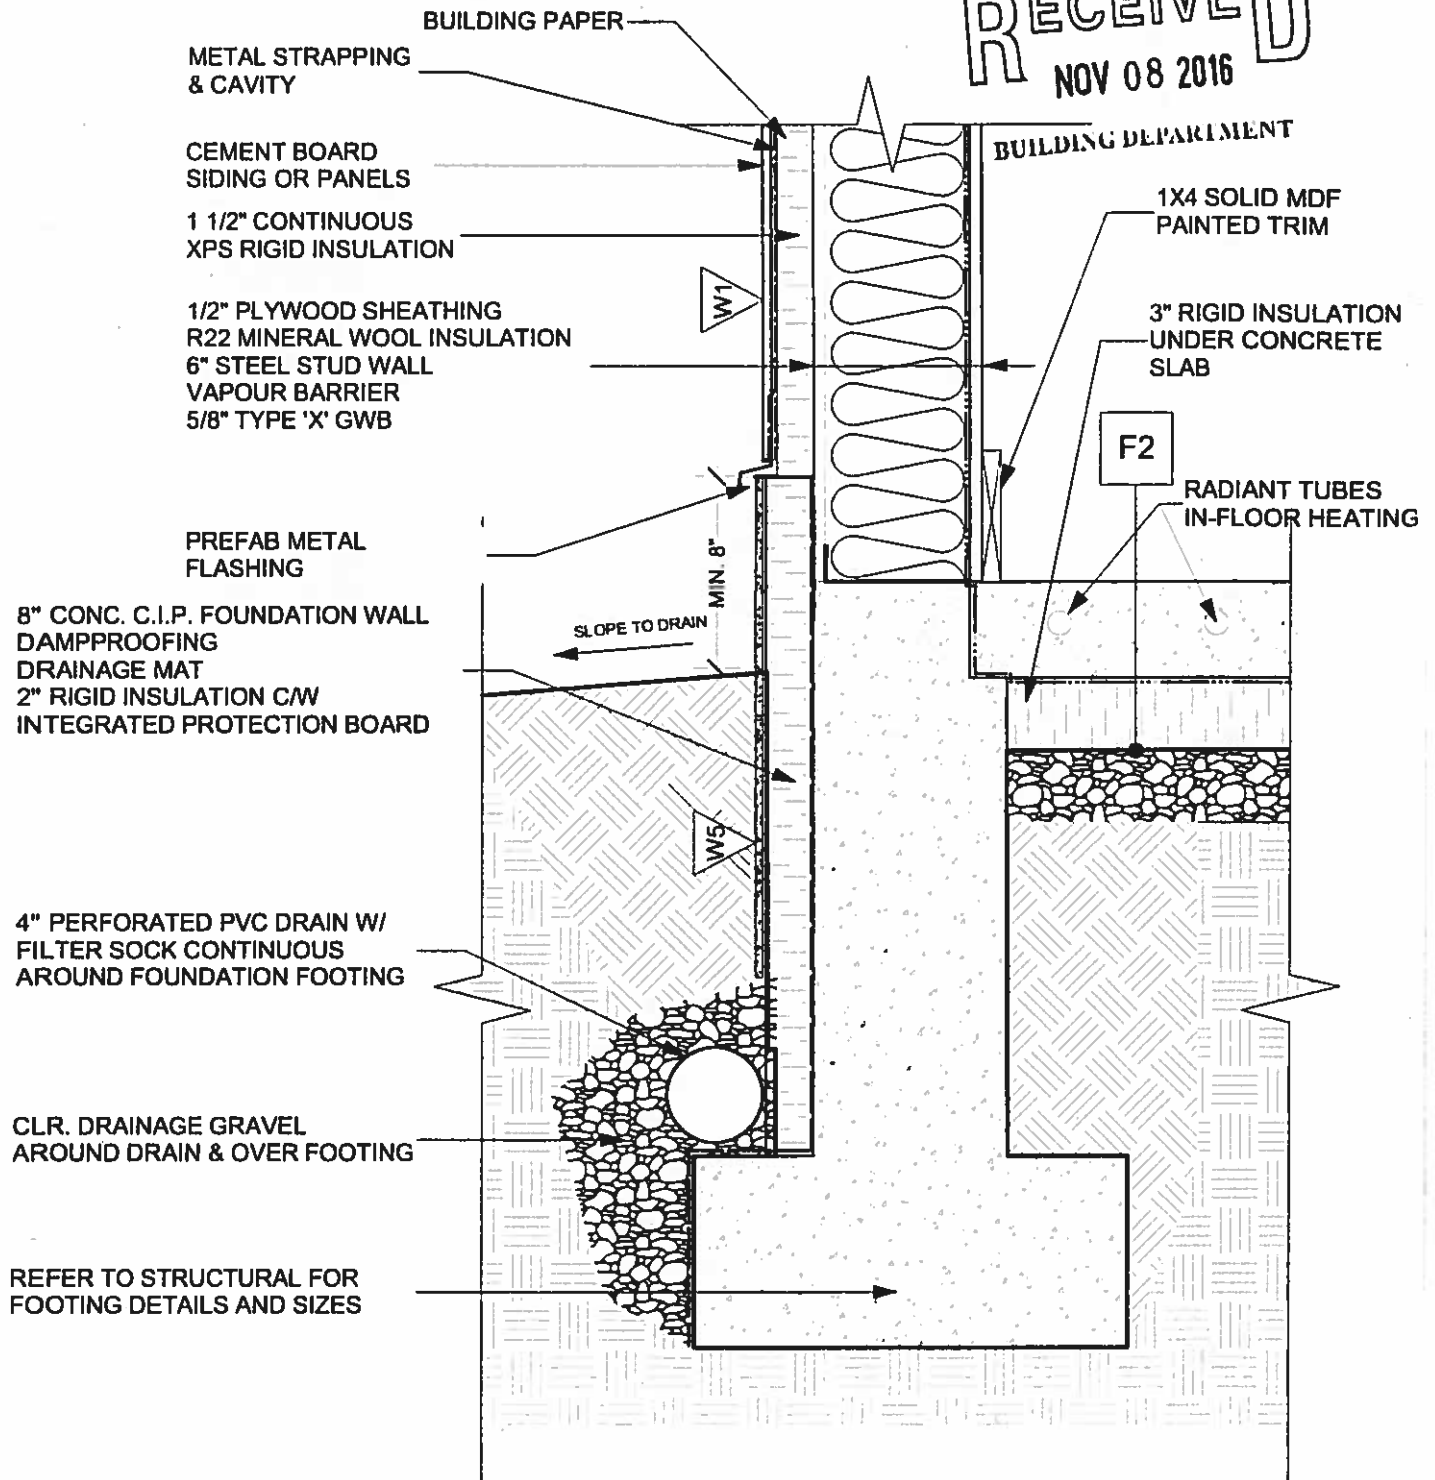 BUILDING PAPER
RECEIVED
NOV 08 2016
BUILDING DEPARTMENT
METAL STRAPPING
& CAVITY
CEMENT BOARD
SIDING OR PANELS
1 1/2" CONTINUOUS
XPS RIGID INSULATION
1/2" PLYWOOD SHEATHING
R22 MINERAL WOOL INSULATION
6" STEEL STUD WALL
VAPOUR BARRIER
5/8" TYPE 'X' GWB
W1
1X4 SOLID MDF
PAINTED TRIM
3" RIGID INSULATION
UNDER CONCRETE
SLAB
F2
RADIANT TUBES
IN-FLOOR HEATING
PREFAB METAL
FLASHING
MIN. 8"
SLOPE TO DRAIN
8" CONC. C.I.P. FOUNDATION WALL
DAMPPROOFING
DRAINAGE MAT
2" RIGID INSULATION C/W
INTEGRATED PROTECTION BOARD
W5
4" PERFORATED PVC DRAIN W/
FILTER SOCK CONTINUOUS
AROUND FOUNDATION FOOTING
CLR. DRAINAGE GRAVEL
AROUND DRAIN & OVER FOOTING
REFER TO STRUCTURAL FOR
FOOTING DETAILS AND SIZES